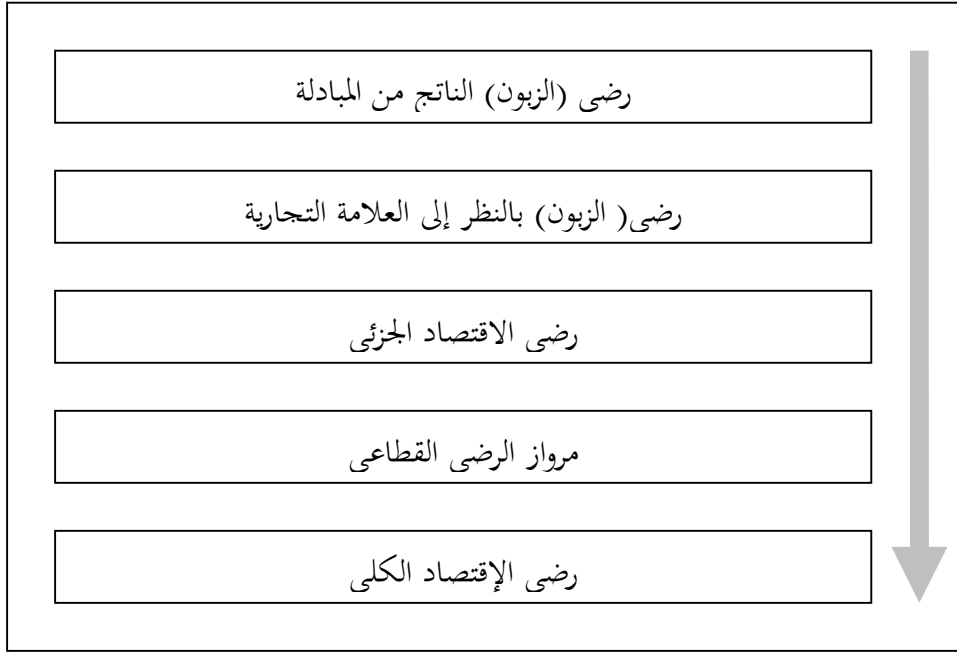 رضى (الزبون) الناتج من المبادلة
رضى( الزبون) بالنظر إلى العلامة التجارية
رضى الاقتصاد الجزئي
مرواز الرضى القطاعي
رضى الإقتصاد الكلي